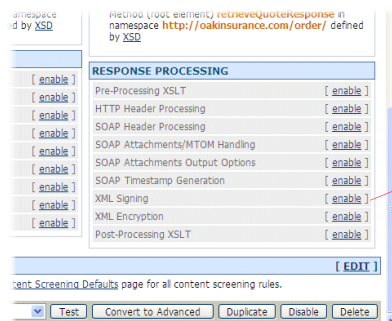 namespace
ed by XSD
Method (root element) retrieveQuoteResponse in
namespace http://oakinsurance.com/order/ defined
by XSD
[ enable ]
[ enable ]
[ enable ]
[ enable ]
[ enable ]
[ enable ]
[ enable ]
[ enable ]
[ enable ]
RESPONSE PROCESSING
Pre-Processing XSLT [ enable ]
HTTP Header Processing [ enable ]
SOAP Header Processing [ enable ]
SOAP Attachments/MTOM Handling [ enable ]
SOAP Attachments Output Options [ enable ]
SOAP Timestamp Generation [ enable ]
XML Signing [ enable ]
XML Encryption [ enable ]
Post-Processing XSLT [ enable ]
[ EDIT ]
tent Screening Defaults page for all content screening rules.
Test Convert to Advanced Duplicate Disable Delete